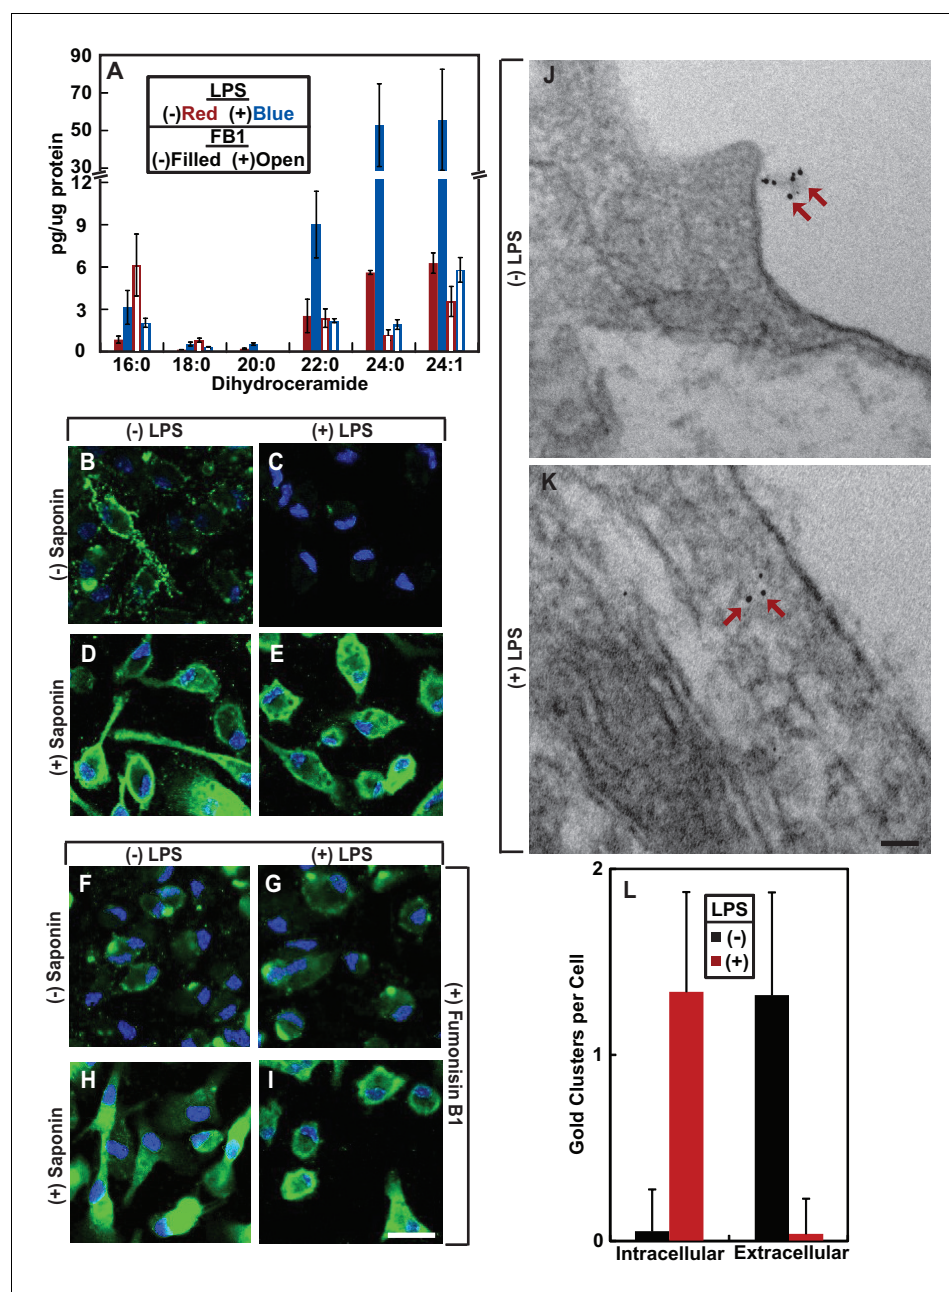 A
LPS
(-)Red (+)Blue
FB1
(-)Filled (+)Open
pg/ug protein
90
70
50
30
12
9
6
3
0
16:0 18:0 20:0 22:0 24:0 24:1
Dihydroceramide
(-) LPS (+) LPS
(-) Saponin
B C
(+) Saponin
D E
(-) LPS (+) LPS
(-) Saponin
F G
(+) Saponin
H I
(+) Fumonisin B1
(-) LPS
J
(+) LPS
K
L
LPS
(-)
(+)
Gold Clusters per Cell
2
1
0
Intracellular Extracellular